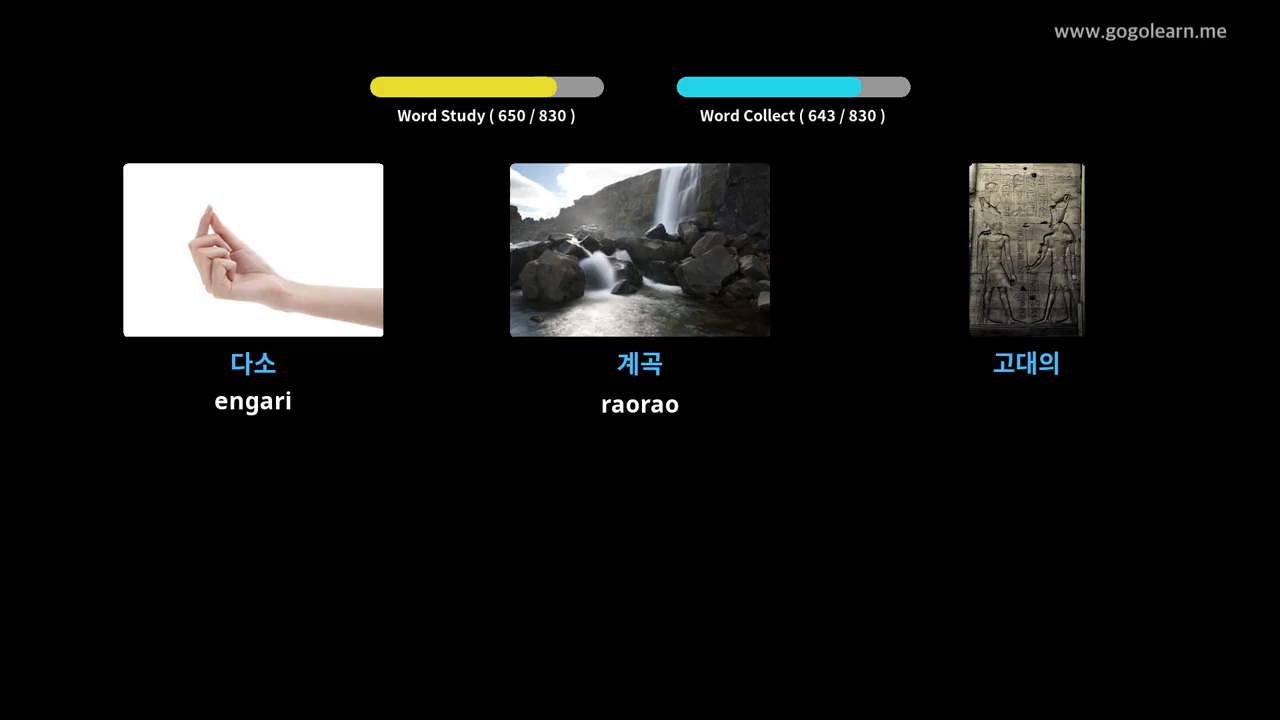 www.gogolearn.me
Word Study ( 650 / 830 )
Word Collect ( 643 / 830 )
다소
계곡
고대의
engari
raorao